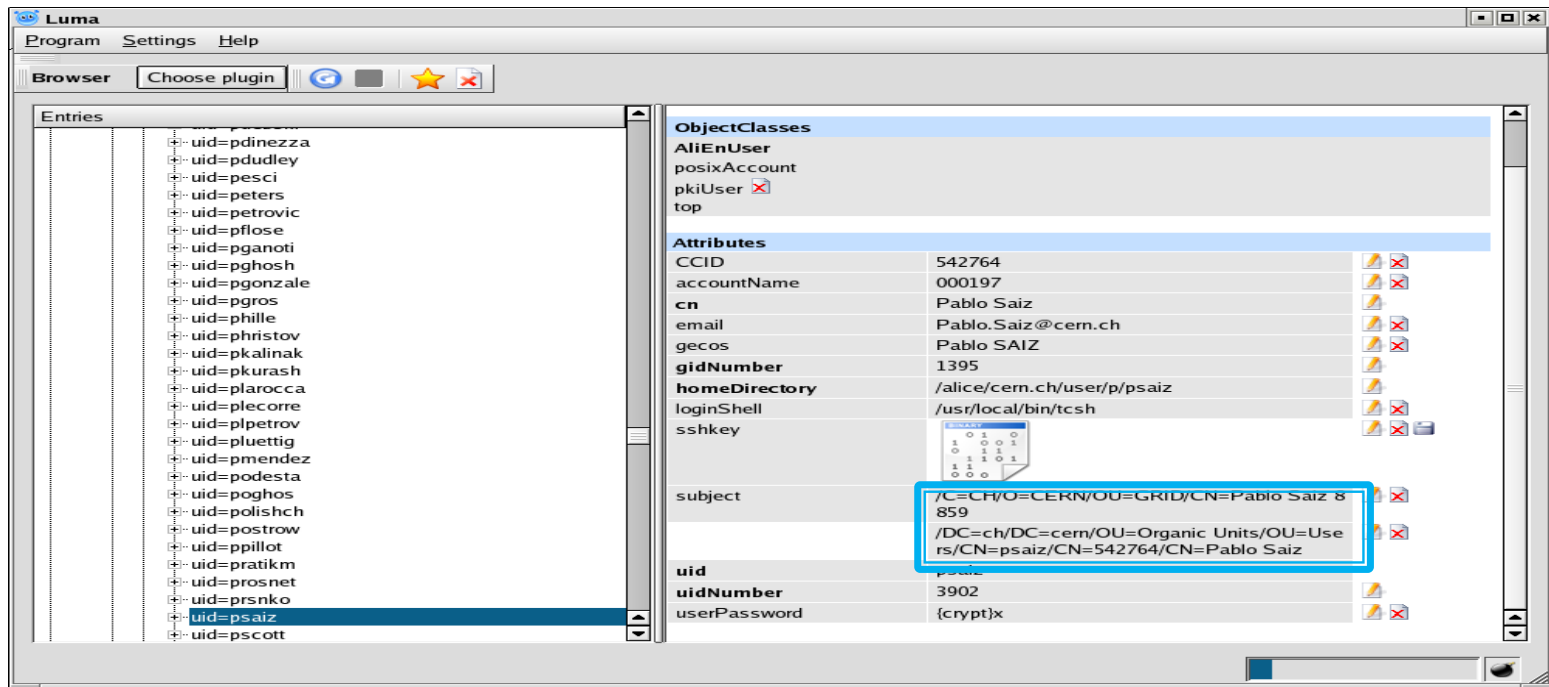 Luma
Program Settings Help
Browser Choose plugin
Entries
uid=pdinezza
uid=pdudley
uid=pesci
uid=peters
uid=petrovic
uid=pflose
uid=pganoti
uid=pghosh
uid=pgonzale
uid=pgros
uid=phille
uid=phristov
uid=pkalinak
uid=pkurash
uid=plarocca
uid=plecorre
uid=plpetrov
uid=pluettig
uid=pmendez
uid=podesta
uid=poghos
uid=polishch
uid=postrow
uid=ppillot
uid=pratikm
uid=prosnet
uid=prsnko
uid=psaiz
uid=pscott
ObjectClasses
AliEnUser
posixAccount
pkiUser
top
Attributes
CCID 542764
accountName 000197
cn Pablo Saiz
email Pablo.Saiz@cern.ch
gecos Pablo SAIZ
gidNumber 1395
homeDirectory /alice/cern.ch/user/p/psaiz
loginShell /usr/local/bin/tcsh
sshkey
BINARY
subject /C=CH/O=CERN/OU=GRID/CN=Pablo Saiz 8
859
/DC=ch/DC=cern/OU=Organic Units/OU=Use
rs/CN=psaiz/CN=542764/CN=Pablo Saiz
uid psaiz
uidNumber 3902
userPassword {crypt}x